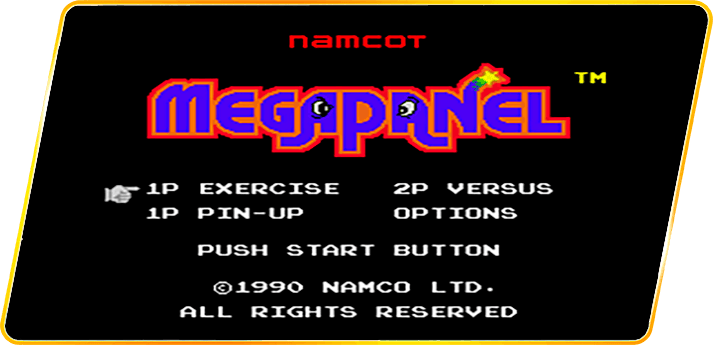 namcot
MEGAPANEL TM
1P EXERCISE 2P VERSUS
1P PIN-UP OPTIONS
PUSH START BUTTON
©1990 NAMCO LTD.
ALL RIGHTS RESERVED